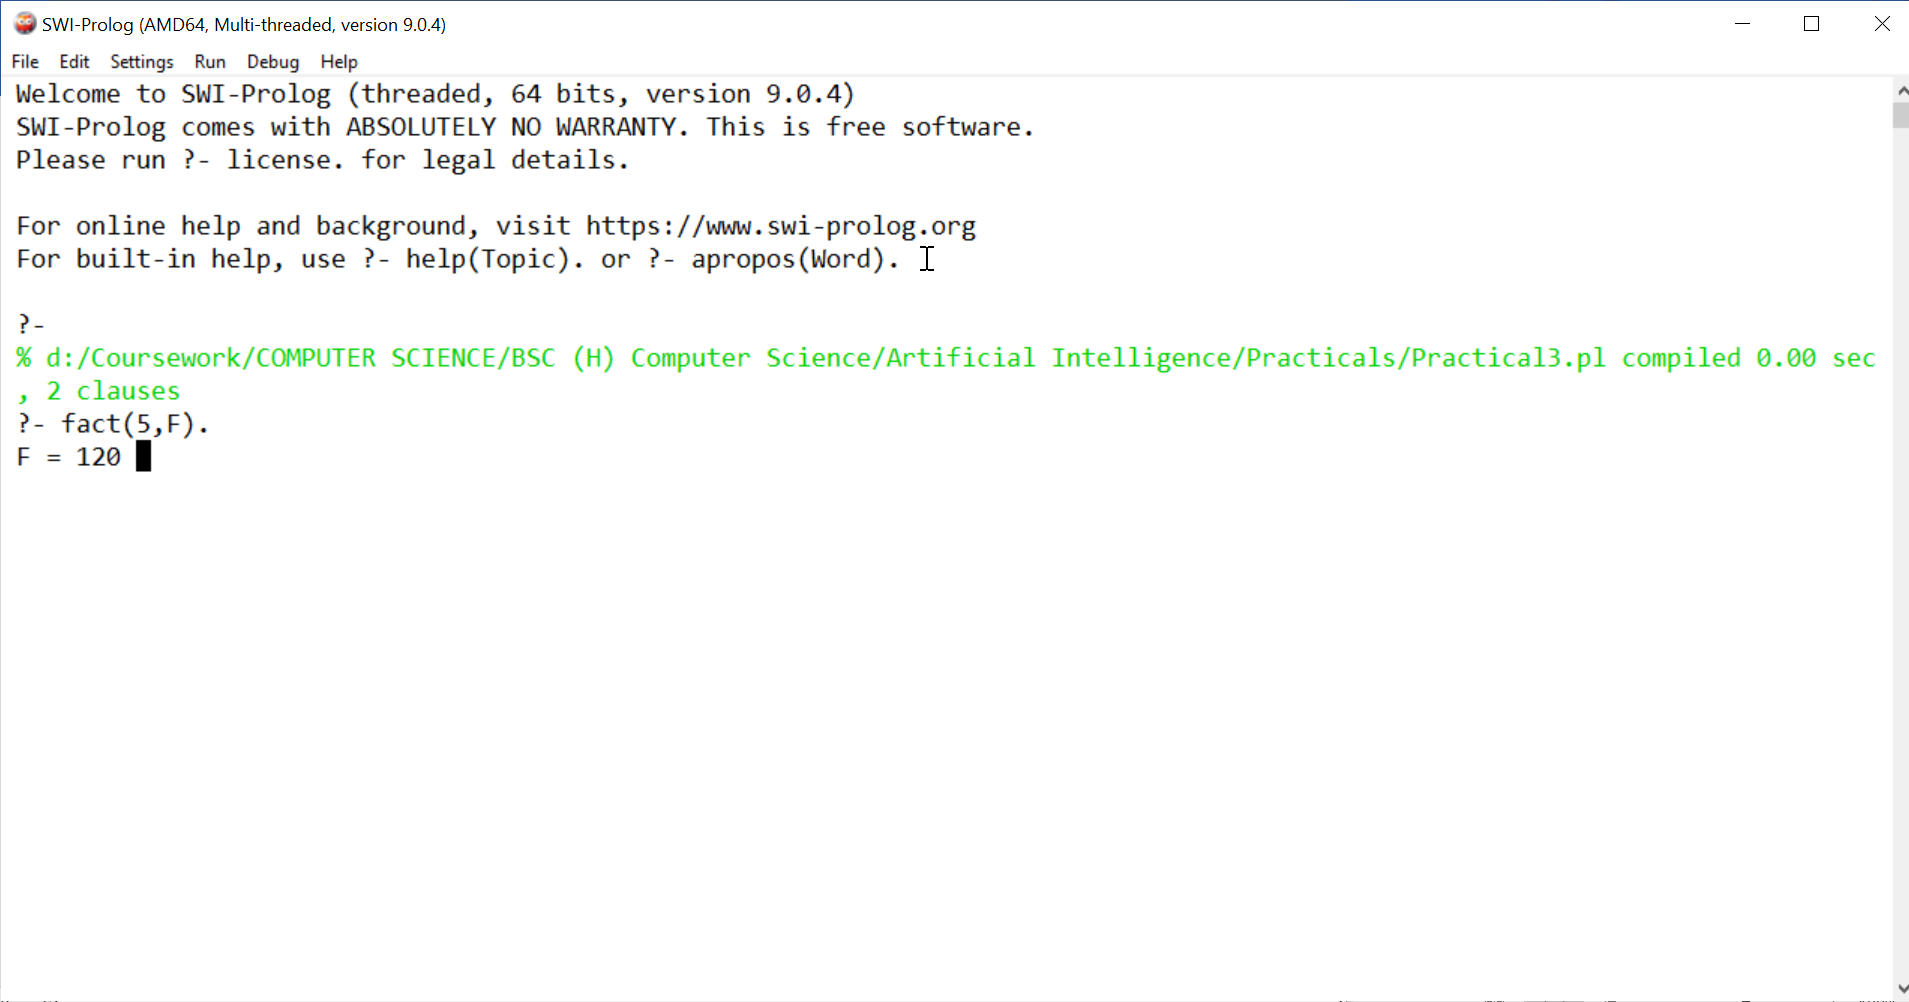 SWI-Prolog (AMD64, Multi-threaded, version 9.0.4)
File Edit Settings Run Debug Help
Welcome to SWI-Prolog (threaded, 64 bits, version 9.0.4)
SWI-Prolog comes with ABSOLUTELY NO WARRANTY. This is free software.
Please run ?- license. for legal details.
For online help and background, visit https://www.swi-prolog.org
For built-in help, use ?- help(Topic). or ?- apropos(Word).
?-
% d:/Coursework/COMPUTER SCIENCE/BSC (H) Computer Science/Artificial Intelligence/Practicals/Practical3.pl compiled 0.00 sec
, 2 clauses
?- fact(5,F).
F = 120